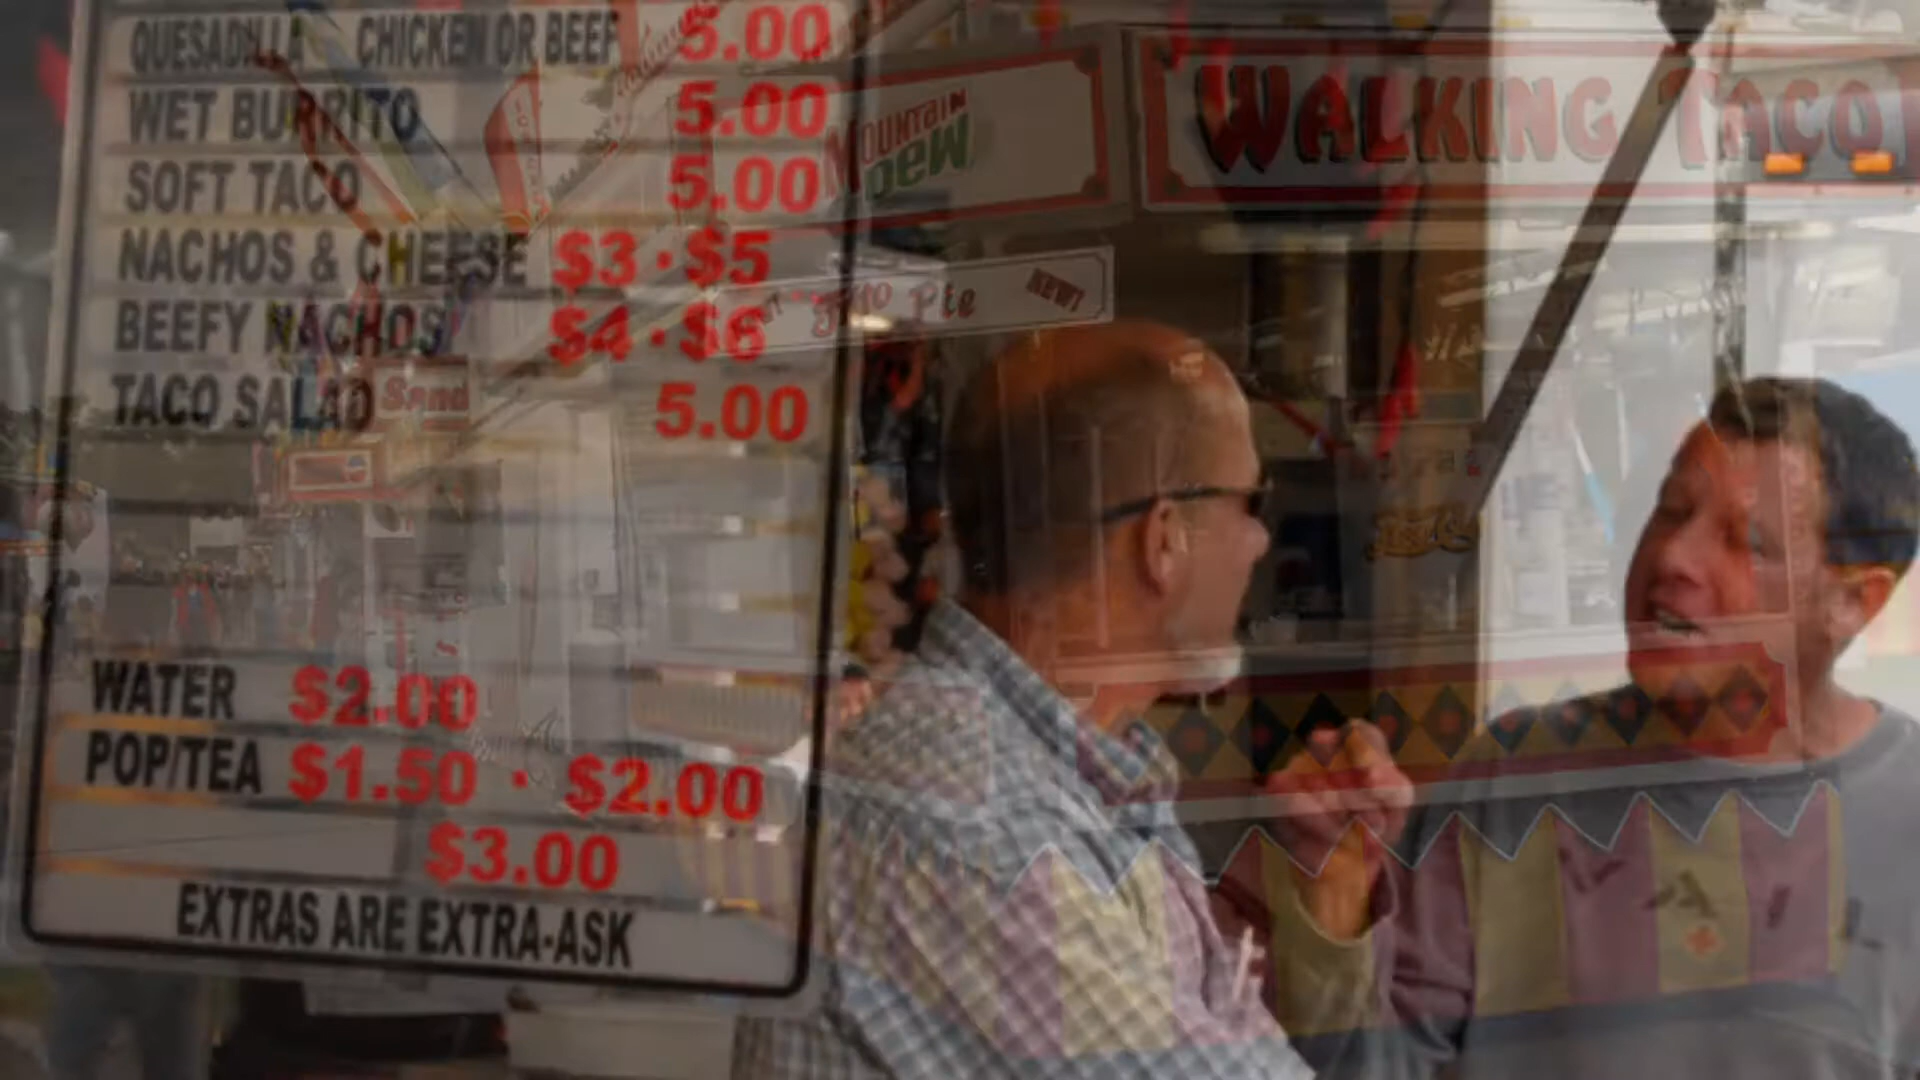 QUESADILLA CHICKEN OR BEEF 5.00
WET BURRITO 5.00
SOFT TACO 5.00
NACHOS & CHEESE $3 · $5
BEEFY NACHOS $4 · $6
TACO SALAD 5.00
WATER $2.00
POP/TEA $1.50 · $2.00
$3.00
EXTRAS ARE EXTRA-ASK
MOUNTAIN
Dew
WALKING TACO
Pie NEW!